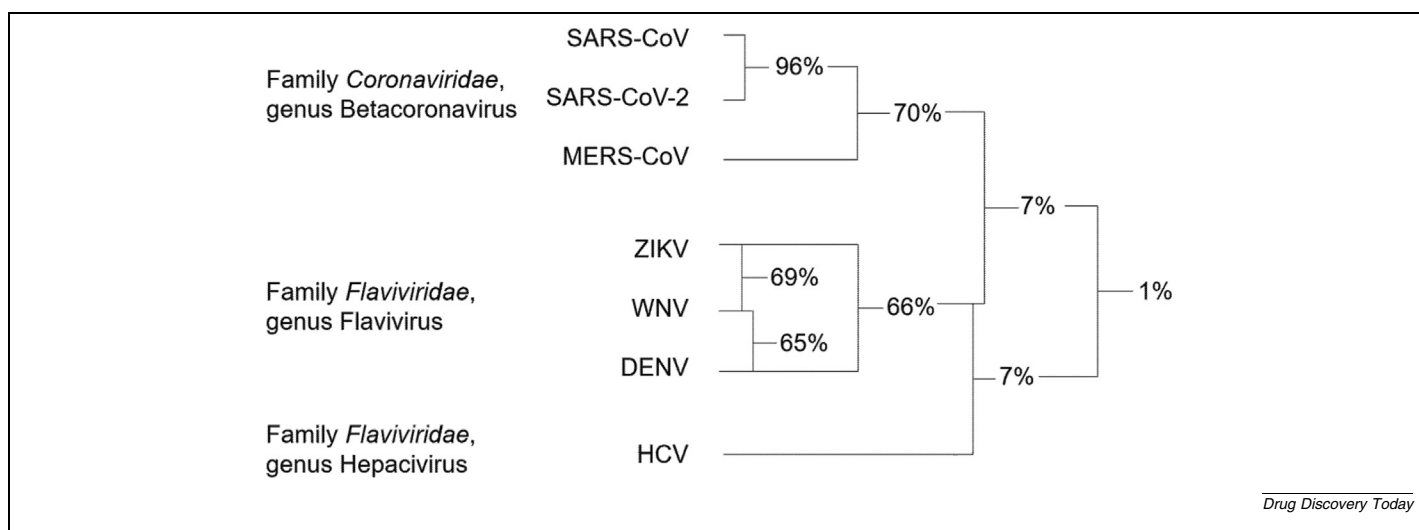 SARS-CoV
96%
Family Coronaviridae,
genus Betacoronavirus
SARS-CoV-2
70%
MERS-CoV
7%
ZIKV
69%
Family Flaviviridae,
genus Flavivirus
WNV
66%
1%
65%
DENV
7%
Family Flaviviridae,
genus Hepacivirus
HCV
Drug Discovery Today